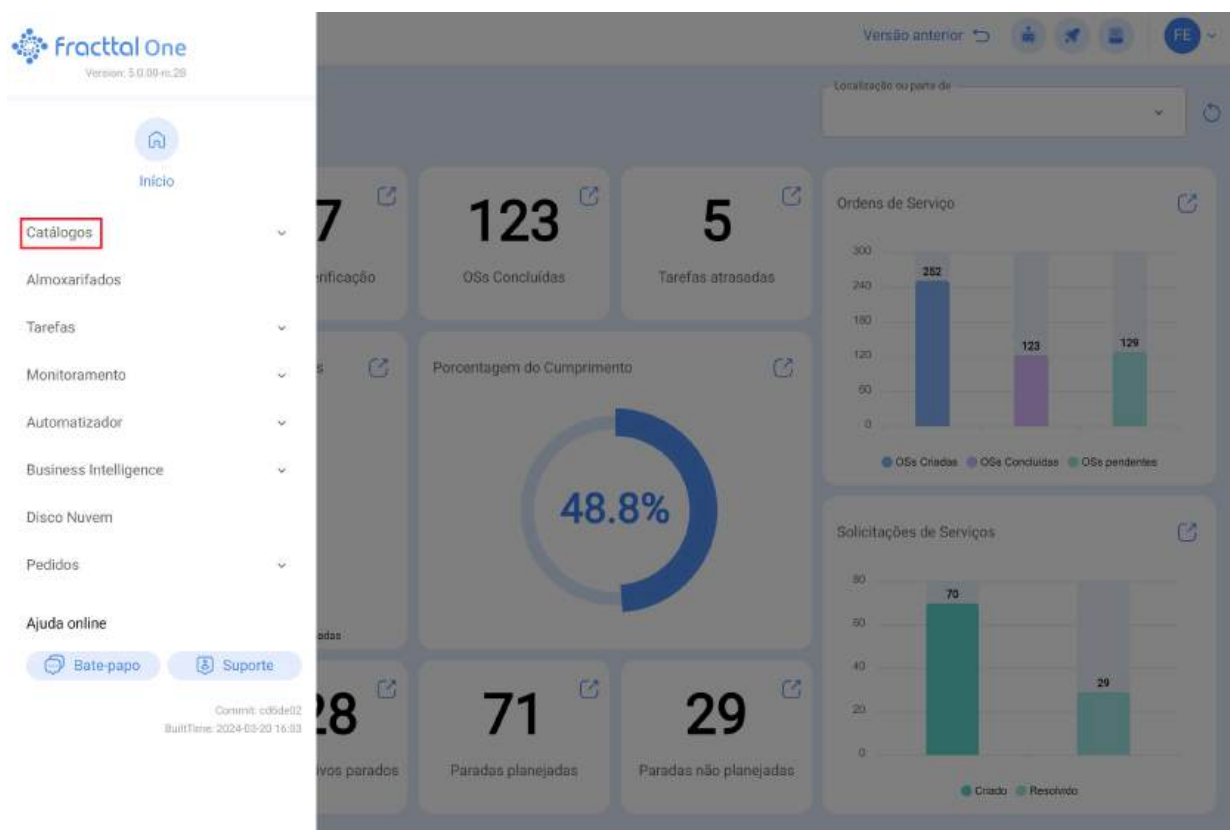 fracttal One
Version: 5.0.00-rc.28
Início
Catálogos
Almoxarifados
Tarefas
Monitoramento
Automatizador
Business Intelligence
Disco Nuvem
Pedidos
Ajuda online
Bate-papo
Suporte
Commit: cd6de02
BuiltTime: 2024-03-20 16:03
Versão anterior
FE
Localização ou parte de
7
123
OSs Concluídas
5
Tarefas atrasadas
Ordens de Serviço
300
240
180
120
60
0
252
123
129
OSs Criadas OSs Concluídas OSs pendentes
Porcentagem do Cumprimento
48.8%
Solicitações de Serviços
80
60
40
20
0
70
29
Criado Resolvido
28
parados
71
Paradas planejadas
29
Paradas não planejadas